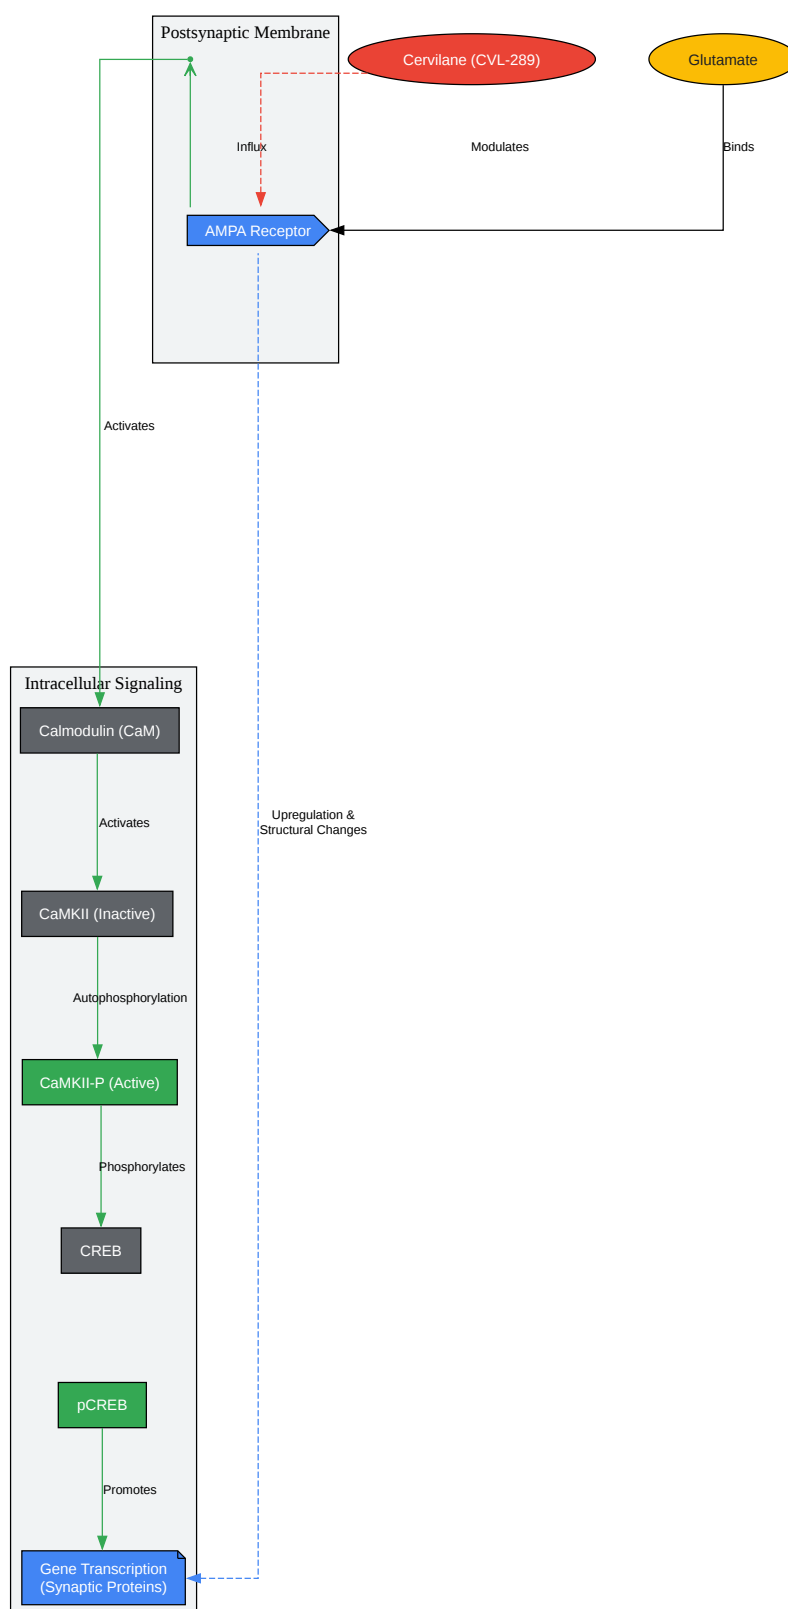 Postsynaptic Membrane
Cervilane (CVL-289)
Glutamate
Influx
Modulates
Binds
AMPA Receptor
Activates
Intracellular Signaling
Calmodulin (CaM)
Activates
Upregulation &
Structural Changes
CaMKII (Inactive)
Autophosphorylation
CaMKII-P (Active)
Phosphorylates
CREB
pCREB
Promotes
Gene Transcription
(Synaptic Proteins)